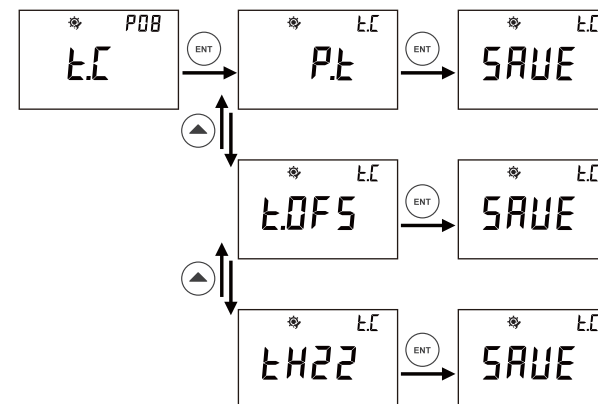 P08 t.C t.C
t.C ENT P.t ENT SAVE
t.C t.C
t.OFS ENT SAVE
t.C t.C
tH22 ENT SAVE